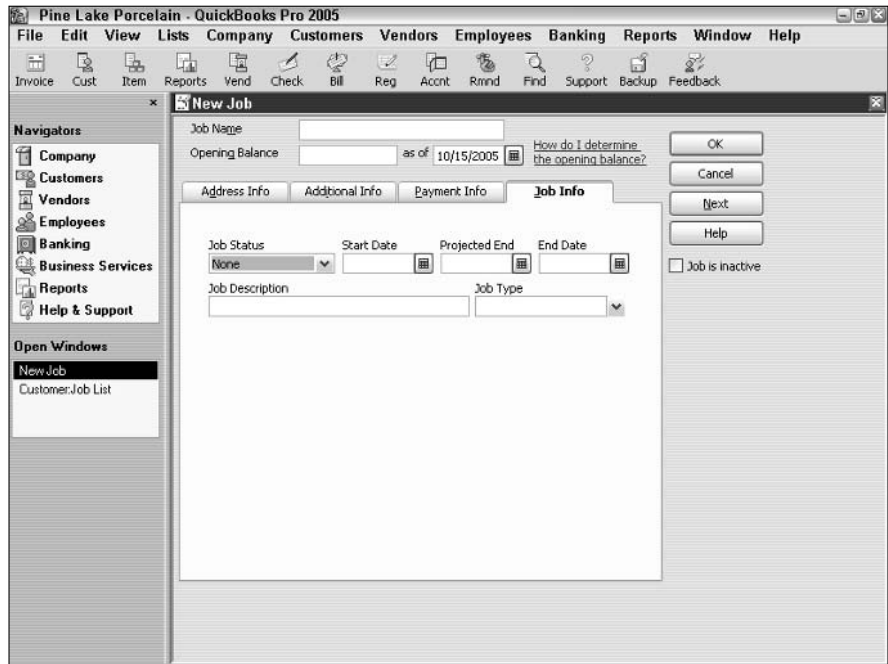 Pine Lake Porcelain - QuickBooks Pro 2005
File Edit View Lists Company Customers Vendors Employees Banking Reports Window Help
Invoice Cust Item Reports Vend Check Bill Reg Accnt Rmnd Find Support Backup Feedback
Navigators
Company
Customers
Vendors
Employees
Banking
Business Services
Reports
Help & Support
Open Windows
New Job
Customer:Job List
New Job
Job Name
Opening Balance as of 10/15/2005
How do I determine
the opening balance?
OK
Cancel
Next
Help
Job is inactive
Address Info Additional Info Payment Info Job Info
Job Status Start Date Projected End End Date
None
Job Description Job Type